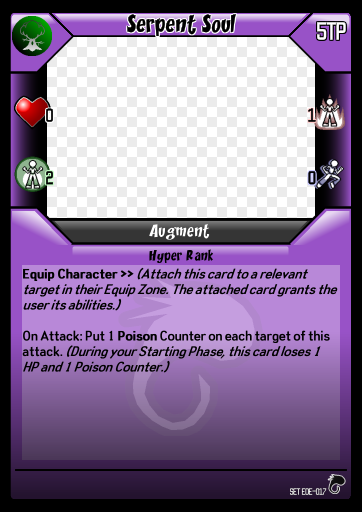 Serpent Soul
5TP
0
1
2
0
Augment
Hyper Rank
Equip Character >> (Attach this card to a relevant
target in their Equip Zone. The attached card grants the
user its abilities.)
On Attack: Put 1 Poison Counter on each target of this
attack. (During your Starting Phase, this card loses 1
HP and 1 Poison Counter.)
SET EOE-017